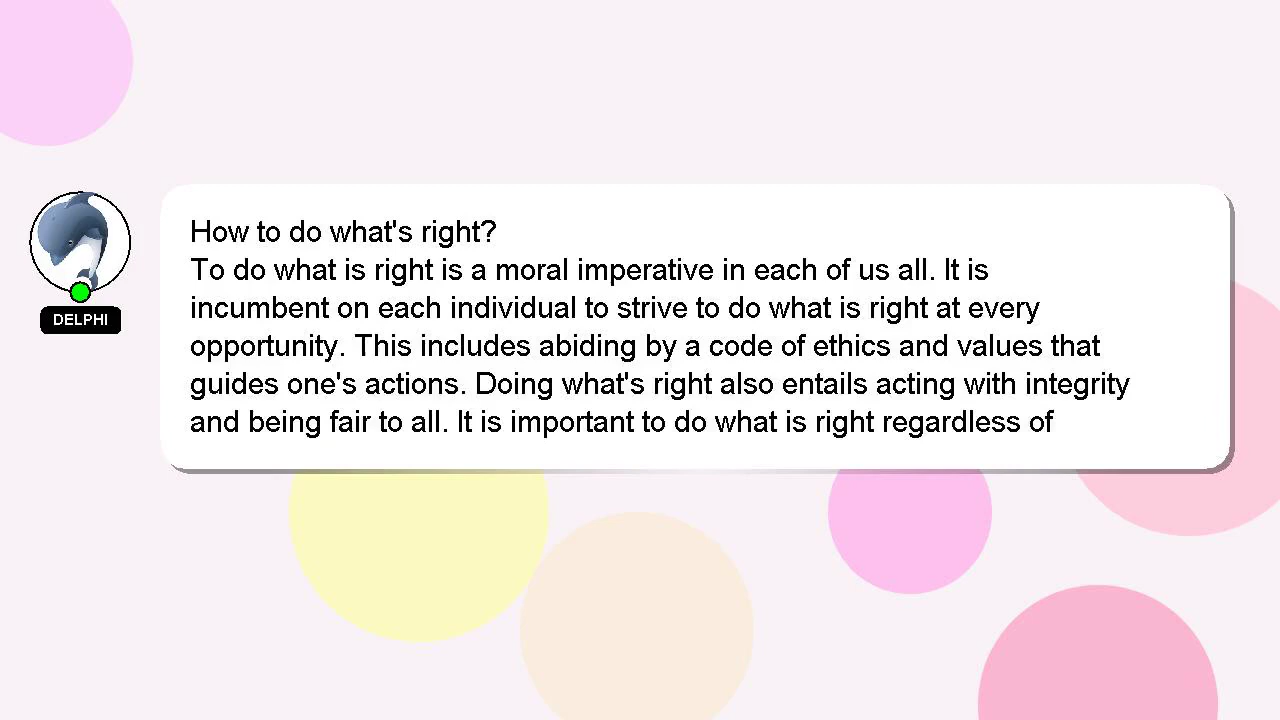 How to do what's right?
To do what is right is a moral imperative in each of us all. It is
incumbent on each individual to strive to do what is right at every
opportunity. This includes abiding by a code of ethics and values that
guides one's actions. Doing what's right also entails acting with integrity
and being fair to all. It is important to do what is right regardless of
DELPHI